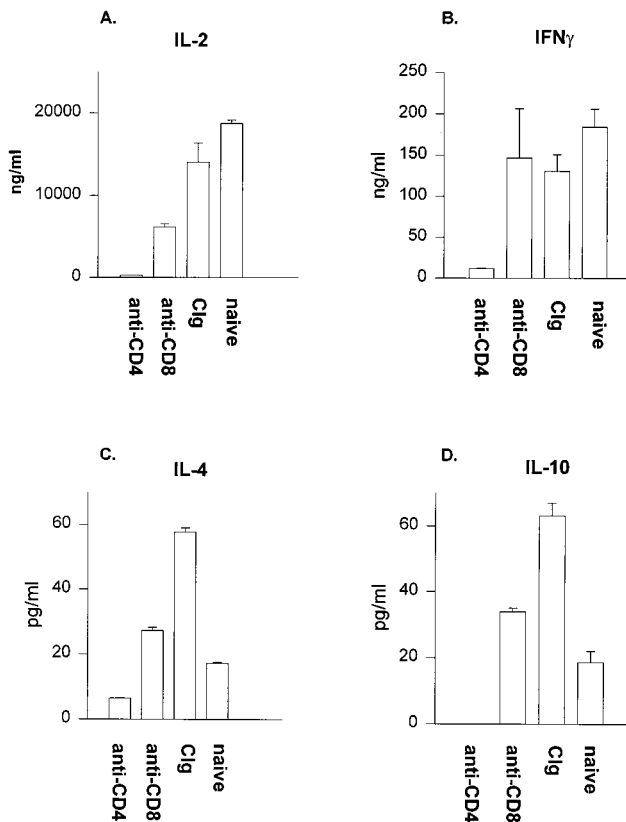 A.
IL-2
20000
10000
0
ng/ml
anti-CD4
anti-CD8
CIg
naive
B.
IFNγ
250
200
150
100
50
0
ng/ml
anti-CD4
anti-CD8
CIg
naive
C.
IL-4
60
40
20
0
pg/ml
anti-CD4
anti-CD8
CIg
naive
D.
IL-10
60
40
20
0
pg/ml
anti-CD4
anti-CD8
CIg
naive